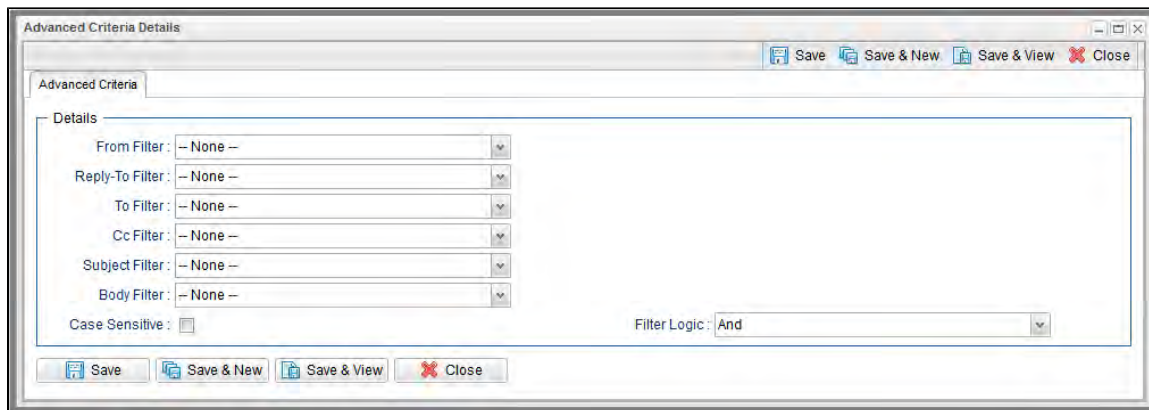 Advanced Criteria Details
Save Save & New Save & View Close
Advanced Criteria
Details
From Filter : -- None --
Reply-To Filter : -- None --
To Filter : -- None --
Cc Filter : -- None --
Subject Filter : -- None --
Body Filter : -- None --
Case Sensitive : Filter Logic : And
Save Save & New Save & View Close